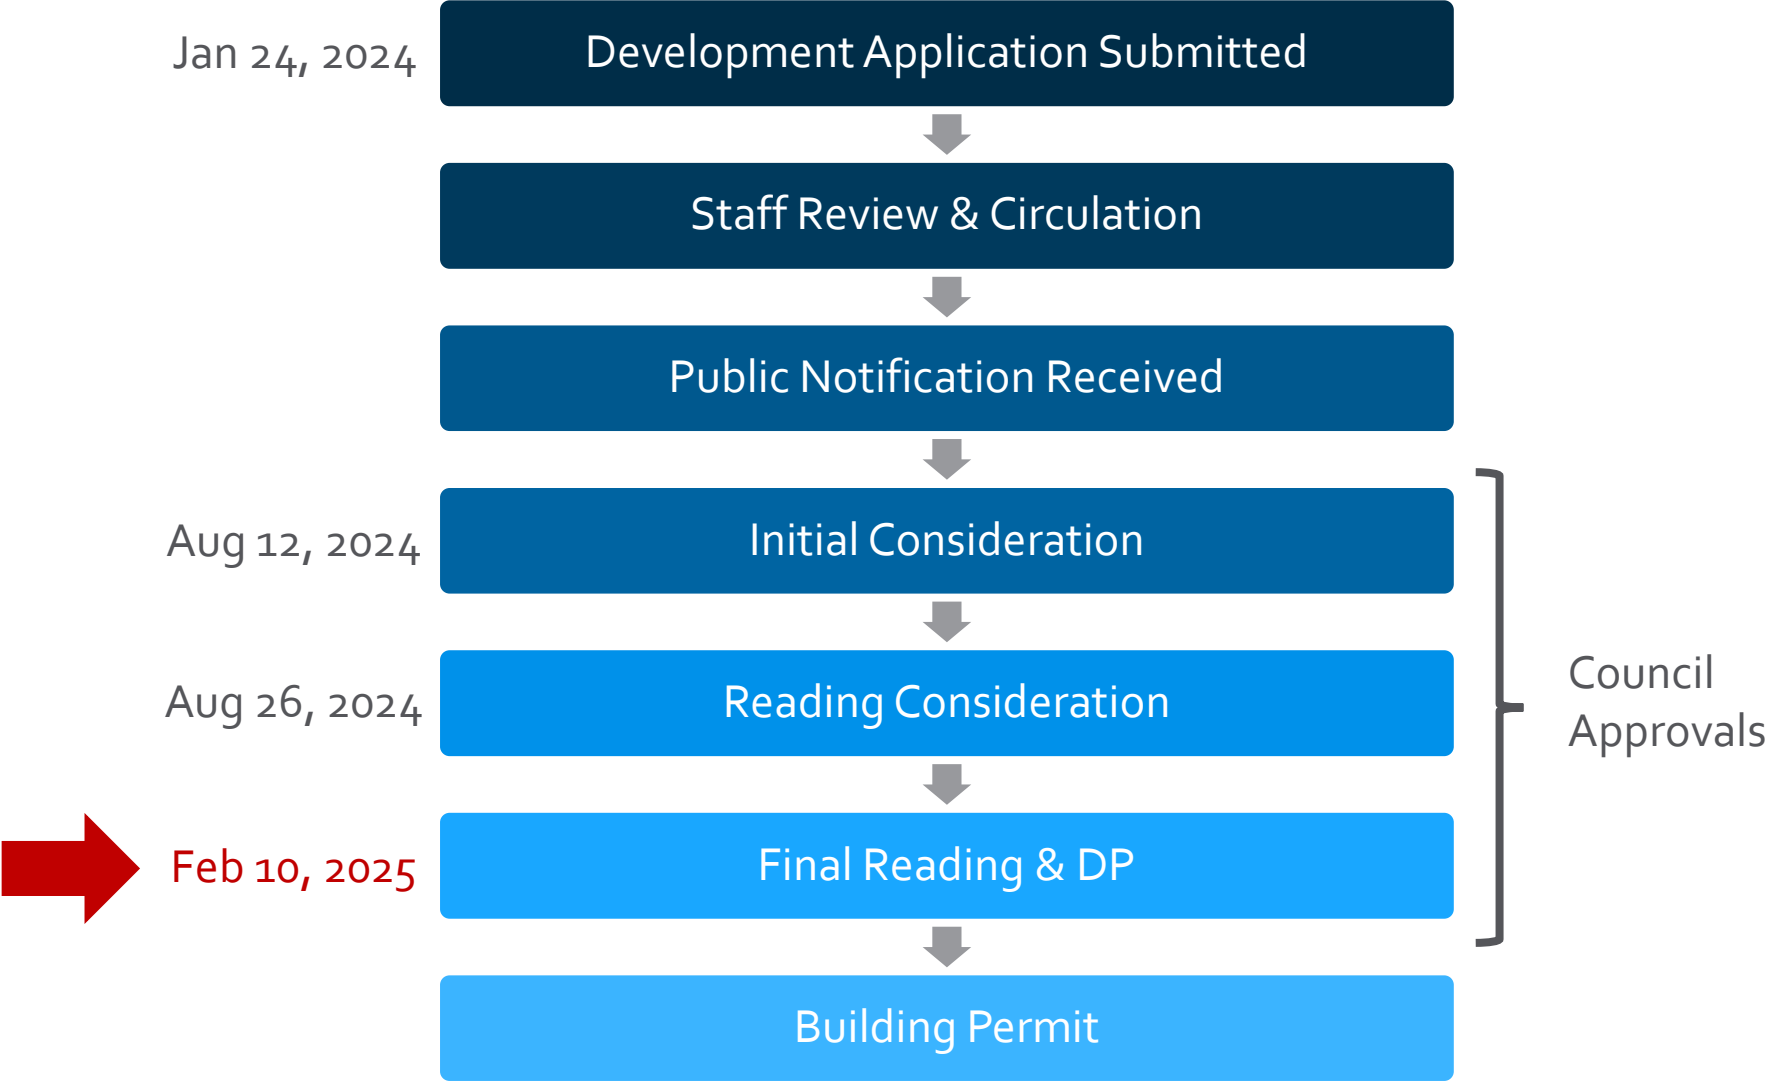 Jan 24, 2024
Development Application Submitted
Staff Review & Circulation
Public Notification Received
Aug 12, 2024
Initial Consideration
Aug 26, 2024
Reading Consideration
Council
Approvals
Feb 10, 2025
Final Reading & DP
Building Permit